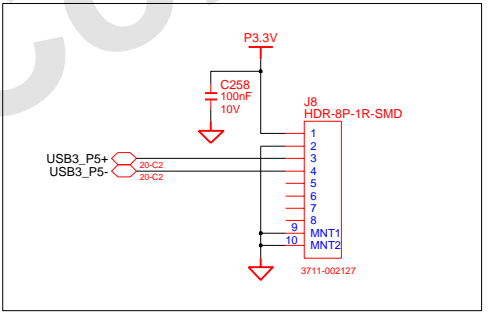 P3.3V
C258
100nF
10V
J8
HDR-8P-1R-SMD
1
2
USB3_P5+
20-C2
3
USB3_P5-
20-C2
4
5
6
7
8
9
MNT1
10
MNT2
3711-002127